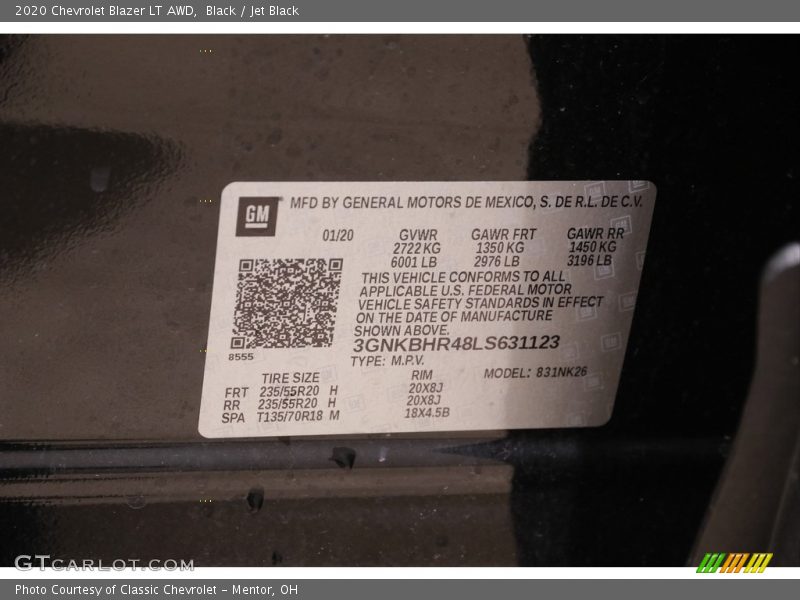 2020 Chevrolet Blazer LT AWD, Black / Jet Black
GM MFD BY GENERAL MOTORS DE MEXICO, S. DE R.L. DE C.V.
01/20 GVWR GAWR FRT GAWR RR
2722 KG 1350 KG 1450 KG
6001 LB 2976 LB 3196 LB
THIS VEHICLE CONFORMS TO ALL
APPLICABLE U.S. FEDERAL MOTOR
VEHICLE SAFETY STANDARDS IN EFFECT
ON THE DATE OF MANUFACTURE
SHOWN ABOVE.
8555
3GNKBHR48LS631123
TYPE: M.P.V. MODEL: 831NK26
TIRE SIZE RIM
FRT 235/55R20 H 20X8J
RR 235/55R20 H 20X8J
SPA T135/70R18 M 18X4.5B
GTcarlot.com
Photo Courtesy of Classic Chevrolet - Mentor, OH